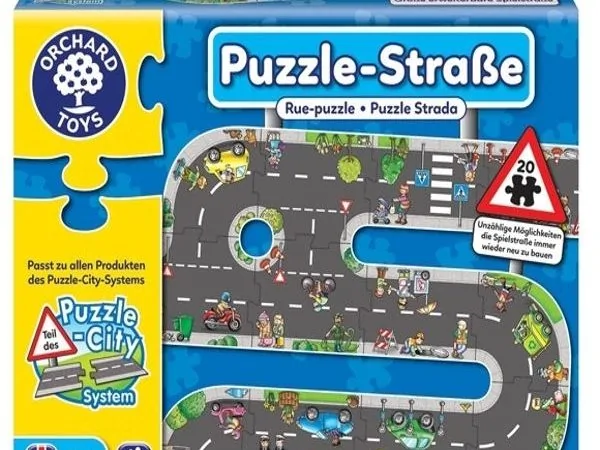 ORCHARD
TOYS
Puzzle-Straße
Rue-puzzle • Puzzle Strada
20
Unzählige Möglichkeiten
die Spielstraße immer
wieder neu zu bauen
Passt zu allen Produkten
des Puzzle-City-Systems
Puzzle
-City
Teil
des
System